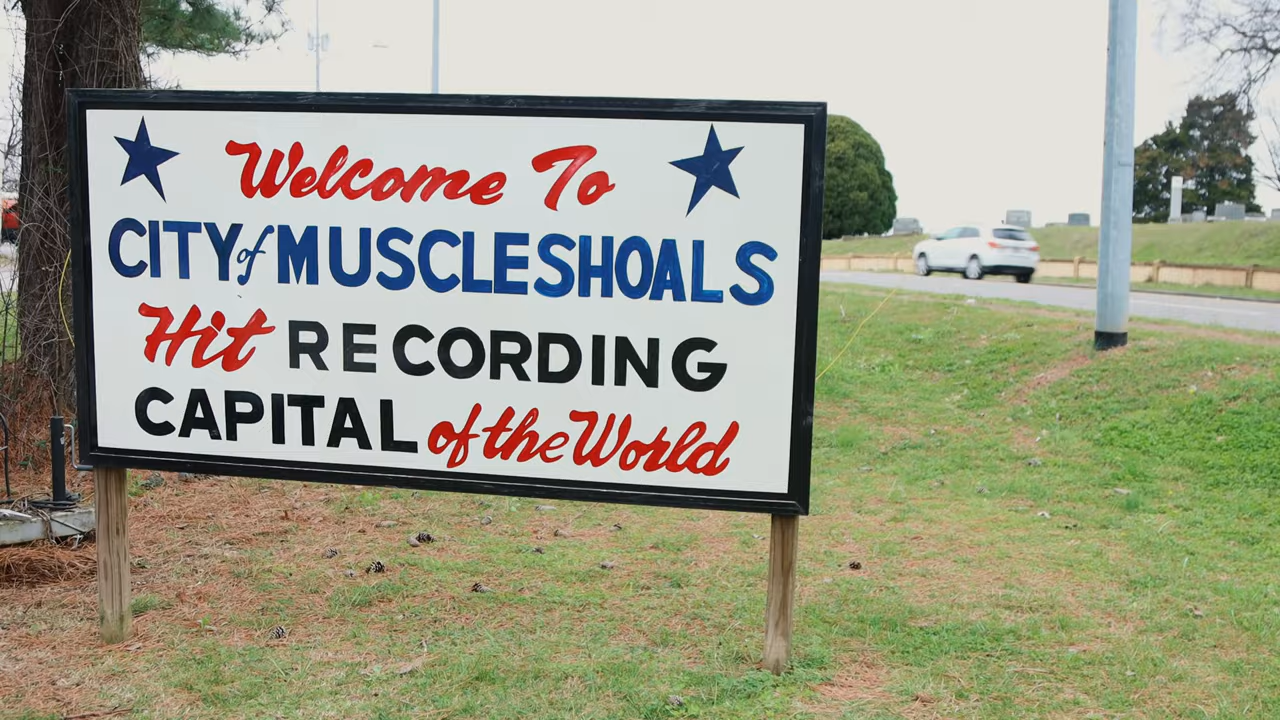 Welcome To
CITY of MUSCLE SHOALS
Hit RECORDING
CAPITAL of the World